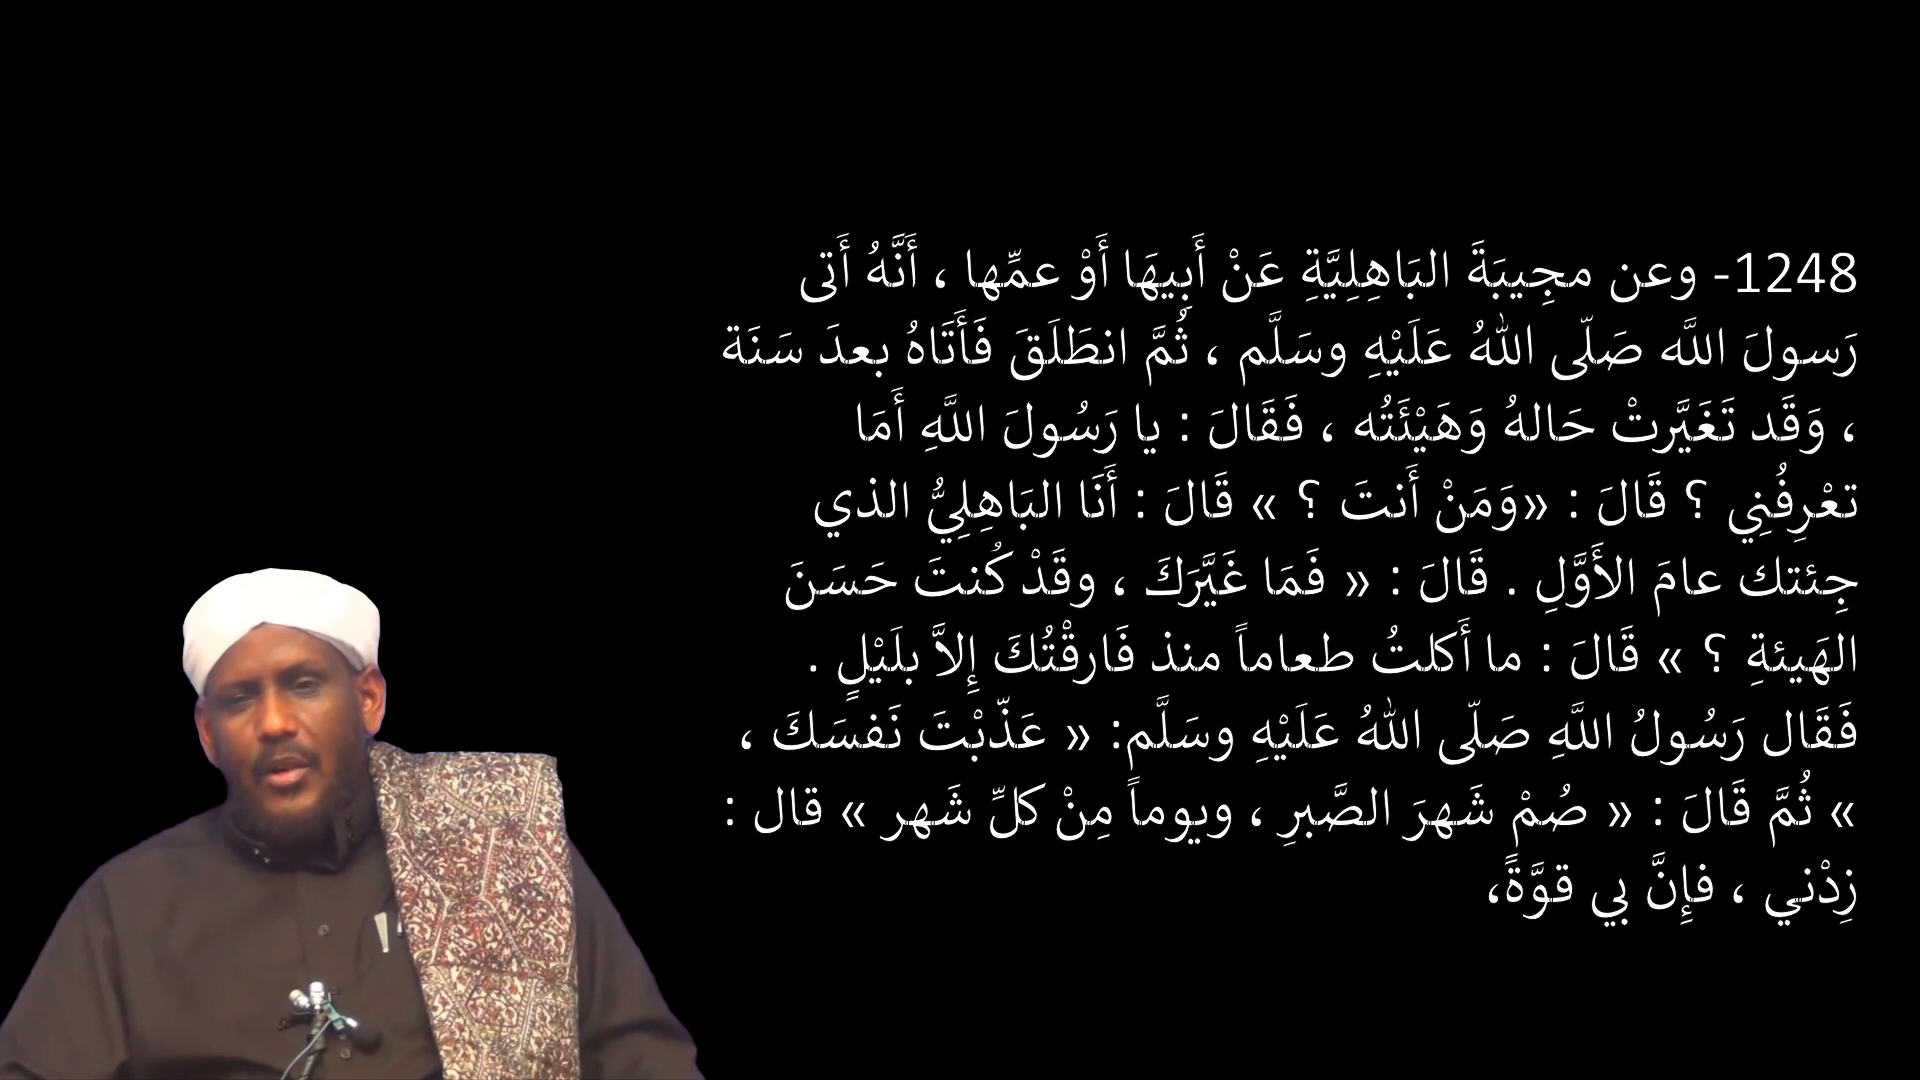 1248- وعن مجِيبَةَ البَاهِلِيَّةِ عَنْ أَبِيهَا أَوْ عمِّها ، أَنَّهُ أَتى
رَسولَ اللَّه صَلّى اللهُ عَلَيْهِ وسَلَّم ، ثُمَّ انطَلَقَ فَأَتَاهُ بعدَ سَنَة
، وَقَد تَغَيَّرتْ حَالهُ وَهَيْئَتُه ، فَقَالَ : يا رَسُولَ اللَّهِ أَمَا
تعْرِفُنِي ؟ قَالَ : «وَمَنْ أَنتَ ؟ » قَالَ : أَنَا البَاهِلِيُّ الذي
جِئتك عامَ الأَوَّلِ . قَالَ : « فَمَا غَيَّرَكَ ، وقَدْ كُنتَ حَسَنَ
الهَيئةِ ؟ » قَالَ : ما أَكلتُ طعاماً منذ فَارقْتُكَ إِلاَّ بلَيْلٍ .
فَقَال رَسُولُ اللَّهِ صَلّى اللهُ عَلَيْهِ وسَلَّم: « عَذّبْتَ نَفسَكَ ،
» ثُمَّ قَالَ : « صُمْ شَهرَ الصَّبرِ ، ويوماً مِنْ كلِّ شَهر » قال :
زِدْني ، فإِنَّ بي قوَّةً،